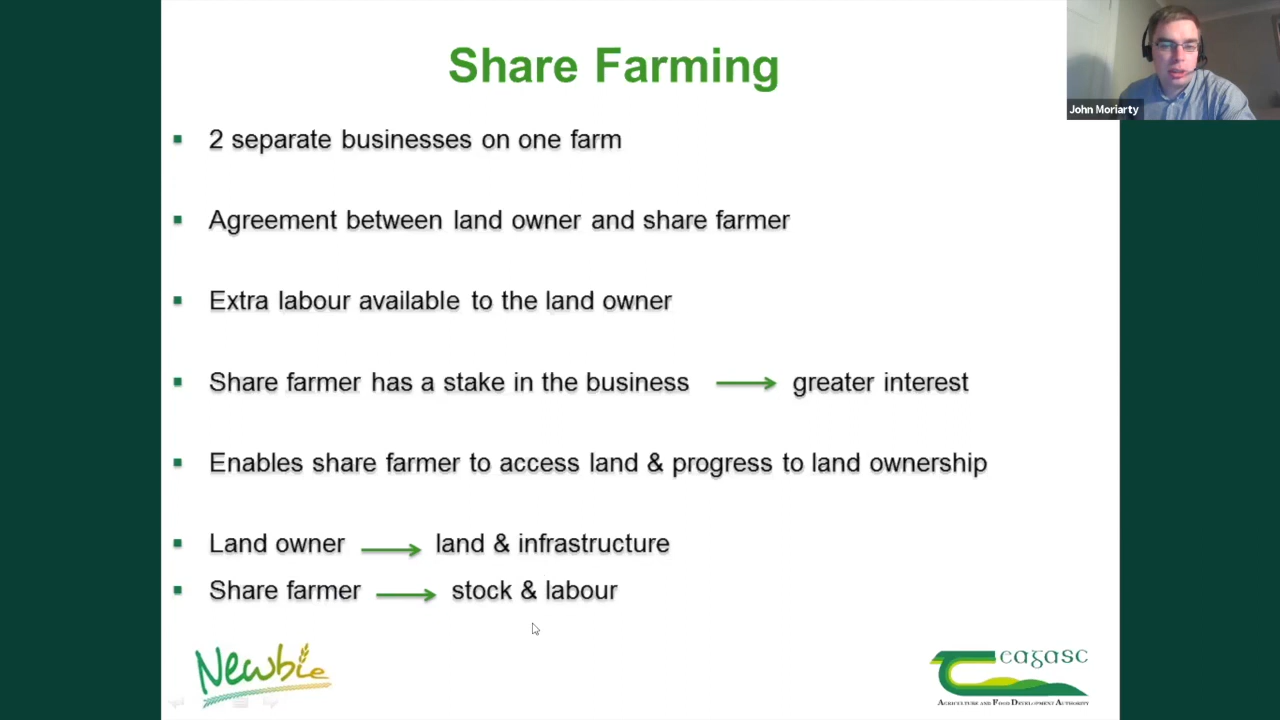 Share Farming
John Moriarty
2 separate businesses on one farm
Agreement between land owner and share farmer
Extra labour available to the land owner
Share farmer has a stake in the business → greater interest
Enables share farmer to access land & progress to land ownership
Land owner → land & infrastructure
Share farmer → stock & labour
Newbie
Teagasc
AGRICULTURE AND FOOD DEVELOPMENT AUTHORITY